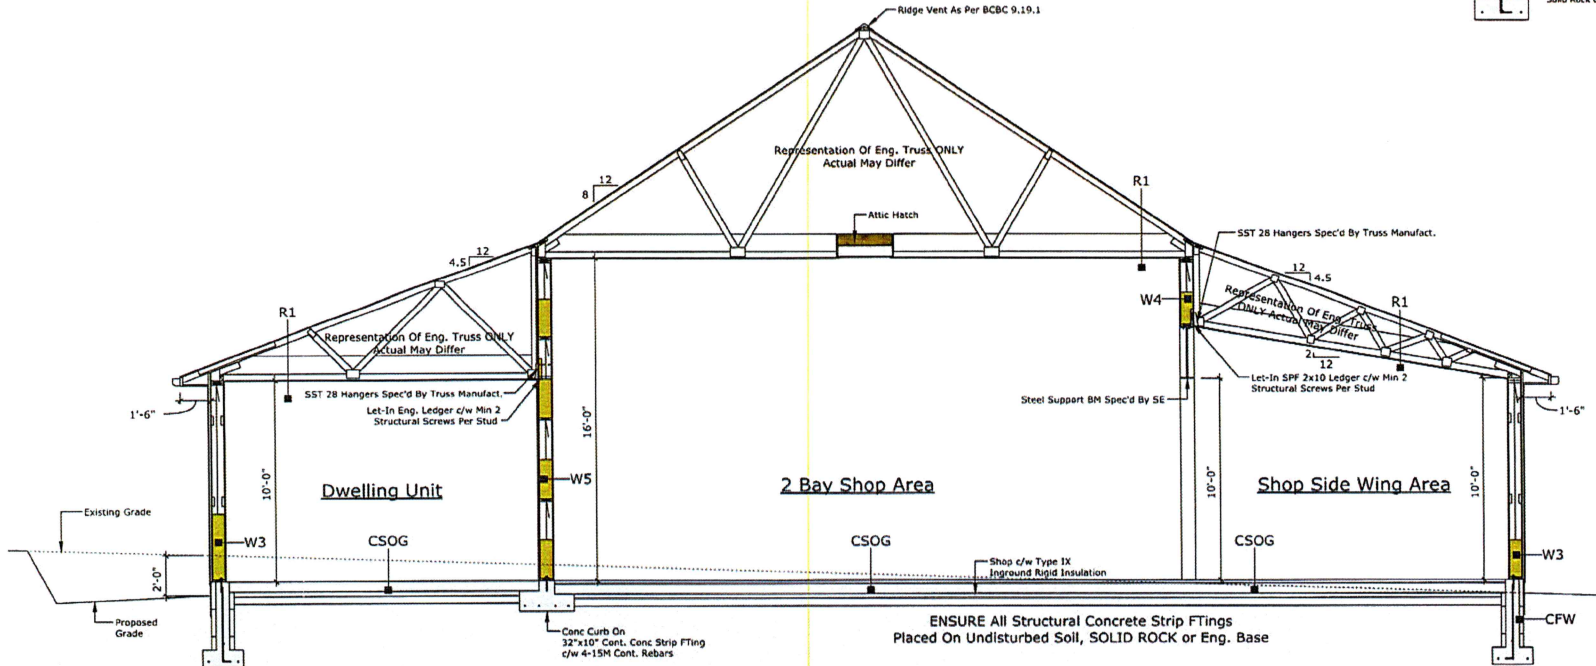 Ridge Vent As Per BCBC 9.19.1
Representation Of Eng. Truss ONLY
Actual May Differ
12
8
R1
Attic Hatch
SST 28 Hangers Spec'd By Truss Manufact.
12
4.5
12
4.5
R1
Representation Of Eng. Truss ONLY
Actual May Differ
W4
Representation Of Eng. Truss
ONLY Actual May Differ
R1
2
12
SST 28 Hangers Spec'd By Truss Manufact.
Let-In Eng. Ledger c/w Min 2
Structural Screws Per Stud
Let-In SPF 2x10 Ledger c/w Min 2
Structural Screws Per Stud
Steel Support BM Spec'd By SE
1'-6"
1'-6"
16'-0"
10'-0"
10'-0"
10'-0"
Dwelling Unit
W5
2 Bay Shop Area
Shop Side Wing Area
Existing Grade
W3
CSOG
CSOG
CSOG
W3
2'-0"
Shop c/w Type IX
Inground Rigid Insulation
Proposed
Grade
Conc Curb On
32"x10" Cont. Conc Strip FTing
c/w 4-15M Cont. Rebars
ENSURE All Structural Concrete Strip FTings
Placed On Undisturbed Soil, SOLID ROCK or Eng. Base
CFW